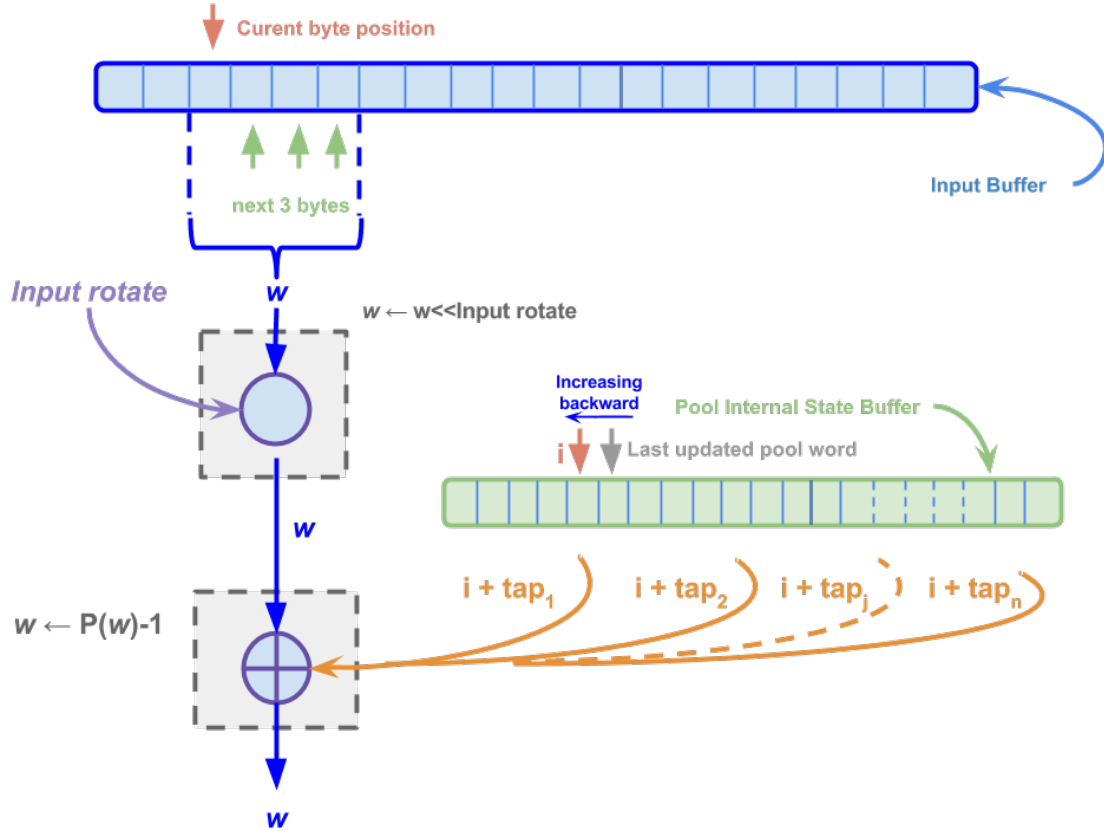 Curent byte position
Input Buffer
next 3 bytes
Input rotate
w
w ← w<<Input rotate
Increasing
backward
Pool Internal State Buffer
i
Last updated pool word
w
i + tap₁
i + tap₂
i + tapⱼ
i + tapₙ
w ← P(w)-1
w